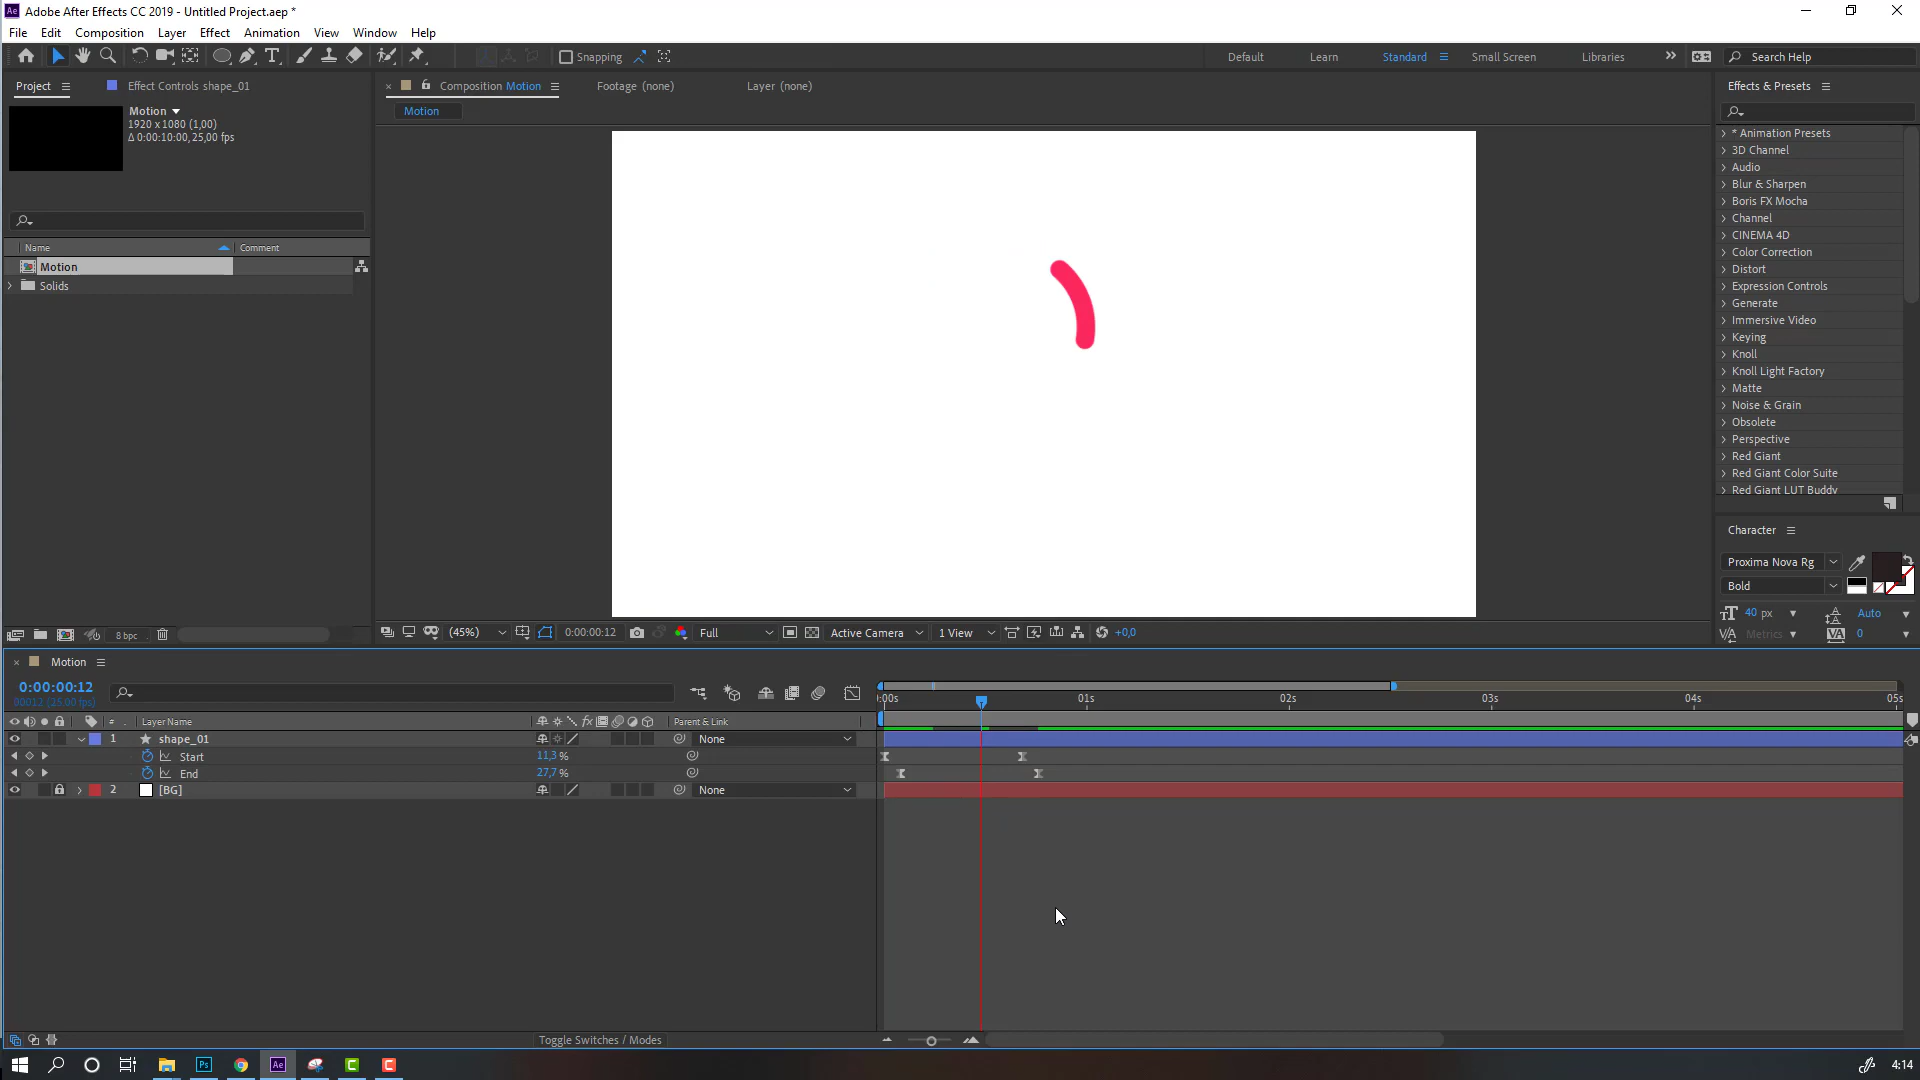 Adobe After Effects CC 2019 - Untitled Project.aep *
File Edit Composition Layer Effect Animation View Window Help
Snapping
Default Learn Standard Small Screen Libraries
Search Help
Project
Effect Controls shape_01
Motion
1920 x 1080 (1,00)
Δ 0:00:10:00, 25,00 fps
Name Comment
Motion
Solids
8 bpc
Composition Motion
Footage (none)
Layer (none)
Motion
(45%) 0:00:00:12 Full Active Camera 1 View +0,0
Effects & Presets
* Animation Presets
3D Channel
Audio
Blur & Sharpen
Boris FX Mocha
Channel
CINEMA 4D
Color Correction
Distort
Expression Controls
Generate
Immersive Video
Keying
Knoll
Knoll Light Factory
Matte
Noise & Grain
Obsolete
Perspective
Red Giant
Red Giant Color Suite
Red Giant LUT Buddy
Character
Proxima Nova Rg
Bold
40 px Auto
Metrics 0
Motion
0:00:00:12
00012 (25.00 fps)
:00s 01s 02s 03s 04s 05s
# Layer Name Parent & Link
1 shape_01 None
Start 11,3 %
End 27,7 %
2 [BG] None
Toggle Switches / Modes
Ps Ae C C
4:14